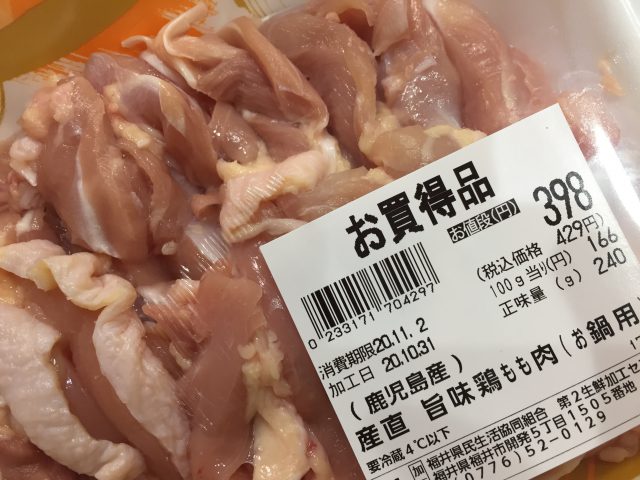 お買得品
お値段(円) 398
(税込価格 429円)
100g当り(円) 166
正味量 (g) 240
0 233171 704297
消費期限20.11. 2
加工日 20.10.31
(鹿児島産)
産直 旨味鶏もも肉(お鍋用
要冷蔵4℃以下
加 福井県民生活協同組合 第2生鮮加工セ
福井県福井市開発5丁目1505番地
(0776)52-0129